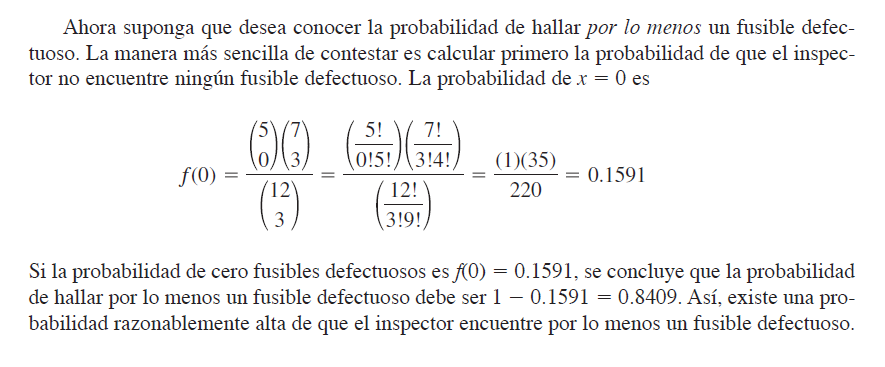 Ahora suponga que desea conocer la probabilidad de hallar por lo menos un fusible defec-
tuoso. La manera más sencilla de contestar es calcular primero la probabilidad de que el inspec-
tor no encuentre ningún fusible defectuoso. La probabilidad de x = 0 es
f(0) = \frac{\binom{5}{0}\binom{7}{3}}{\binom{12}{3}} = \frac{\left(\frac{5!}{0!5!}\right)\left(\frac{7!}{3!4!}\right)}{\left(\frac{12!}{3!9!}\right)} = \frac{(1)(35)}{220} = 0.1591
Si la probabilidad de cero fusibles defectuosos es f(0) = 0.1591, se concluye que la probabilidad
de hallar por lo menos un fusible defectuoso debe ser 1 − 0.1591 = 0.8409. Así, existe una pro-
babilidad razonablemente alta de que el inspector encuentre por lo menos un fusible defectuoso.